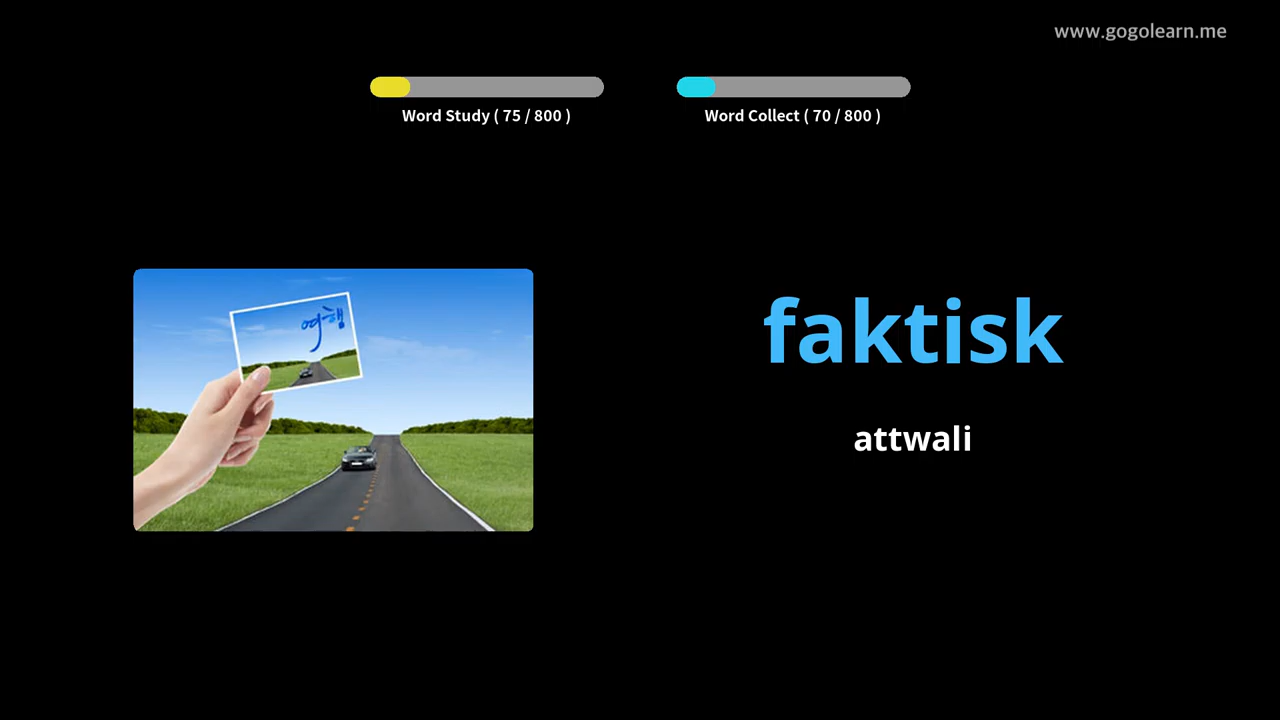 www.gogolearn.me
Word Study ( 75 / 800 )
Word Collect ( 70 / 800 )
여행
faktisk
attwali